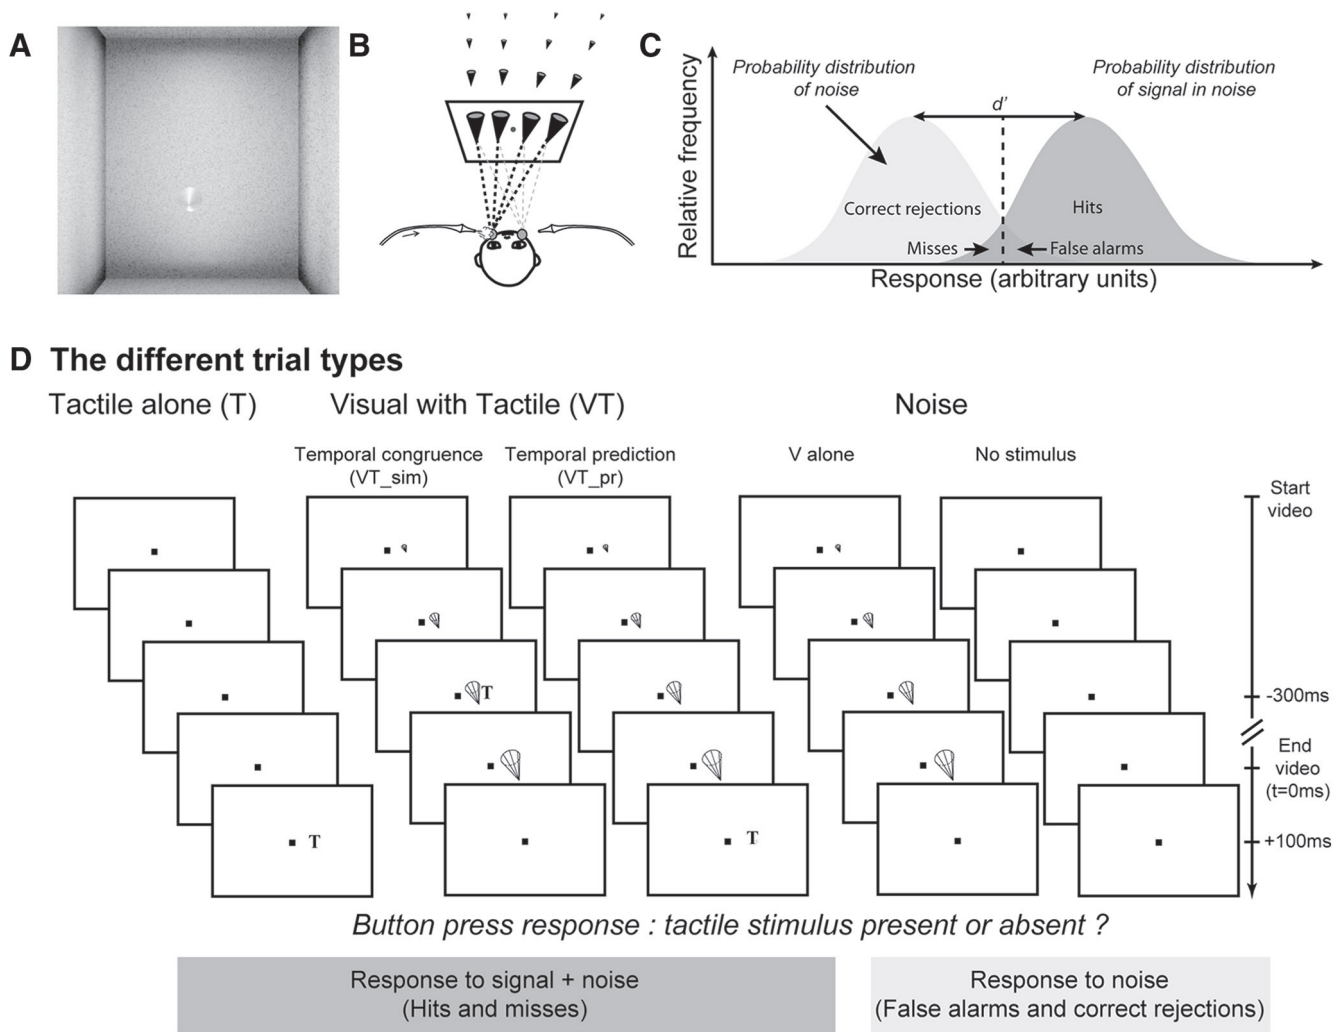 A
B
C
Probability distribution
of noise
Probability distribution
of signal in noise
d'
Relative frequency
Correct rejections
Hits
Misses
False alarms
Response (arbitrary units)
D The different trial types
Tactile alone (T)
Visual with Tactile (VT)
Noise
Temporal congruence
(VT_sim)
Temporal prediction
(VT_pr)
V alone
No stimulus
Start
video
T
-300ms
End
video
(t=0ms)
T
T
+100ms
Button press response : tactile stimulus present or absent ?
Response to signal + noise
(Hits and misses)
Response to noise
(False alarms and correct rejections)